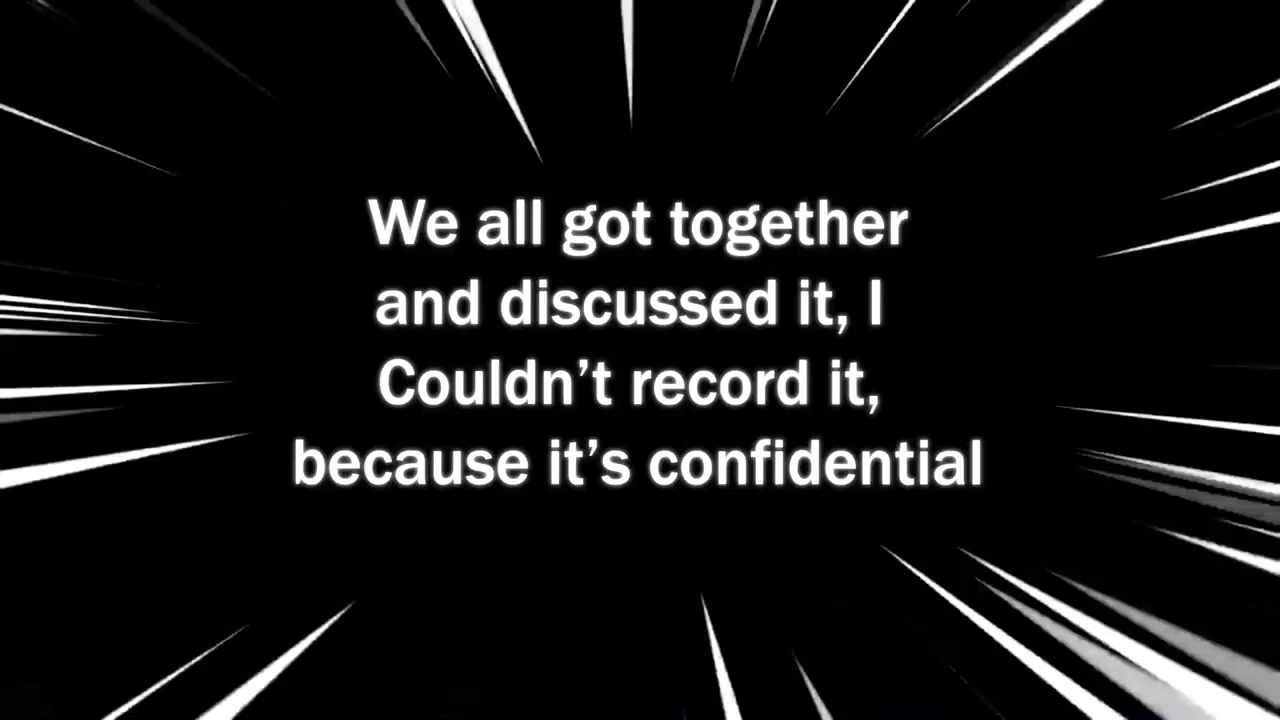 We all got together
and discussed it, I
Couldn’t record it,
because it’s confidential